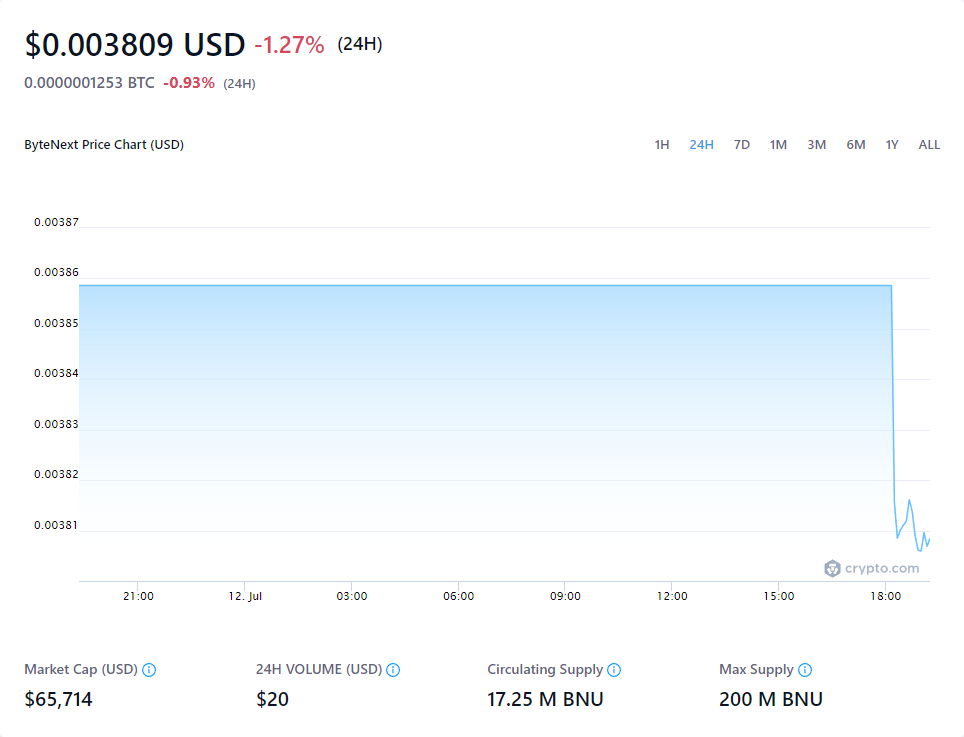 $0.003809 USD -1.27% (24H)
0.0000001253 BTC -0.93% (24H)
ByteNext Price Chart (USD) 1H 24H 7D 1M 3M 6M 1Y ALL
0.00387
0.00386
0.00385
0.00384
0.00383
0.00382
0.00381
crypto.com
21:00 12. Jul 03:00 06:00 09:00 12:00 15:00 18:00
Market Cap (USD) 24H VOLUME (USD) Circulating Supply Max Supply
$65,714 $20 17.25 M BNU 200 M BNU